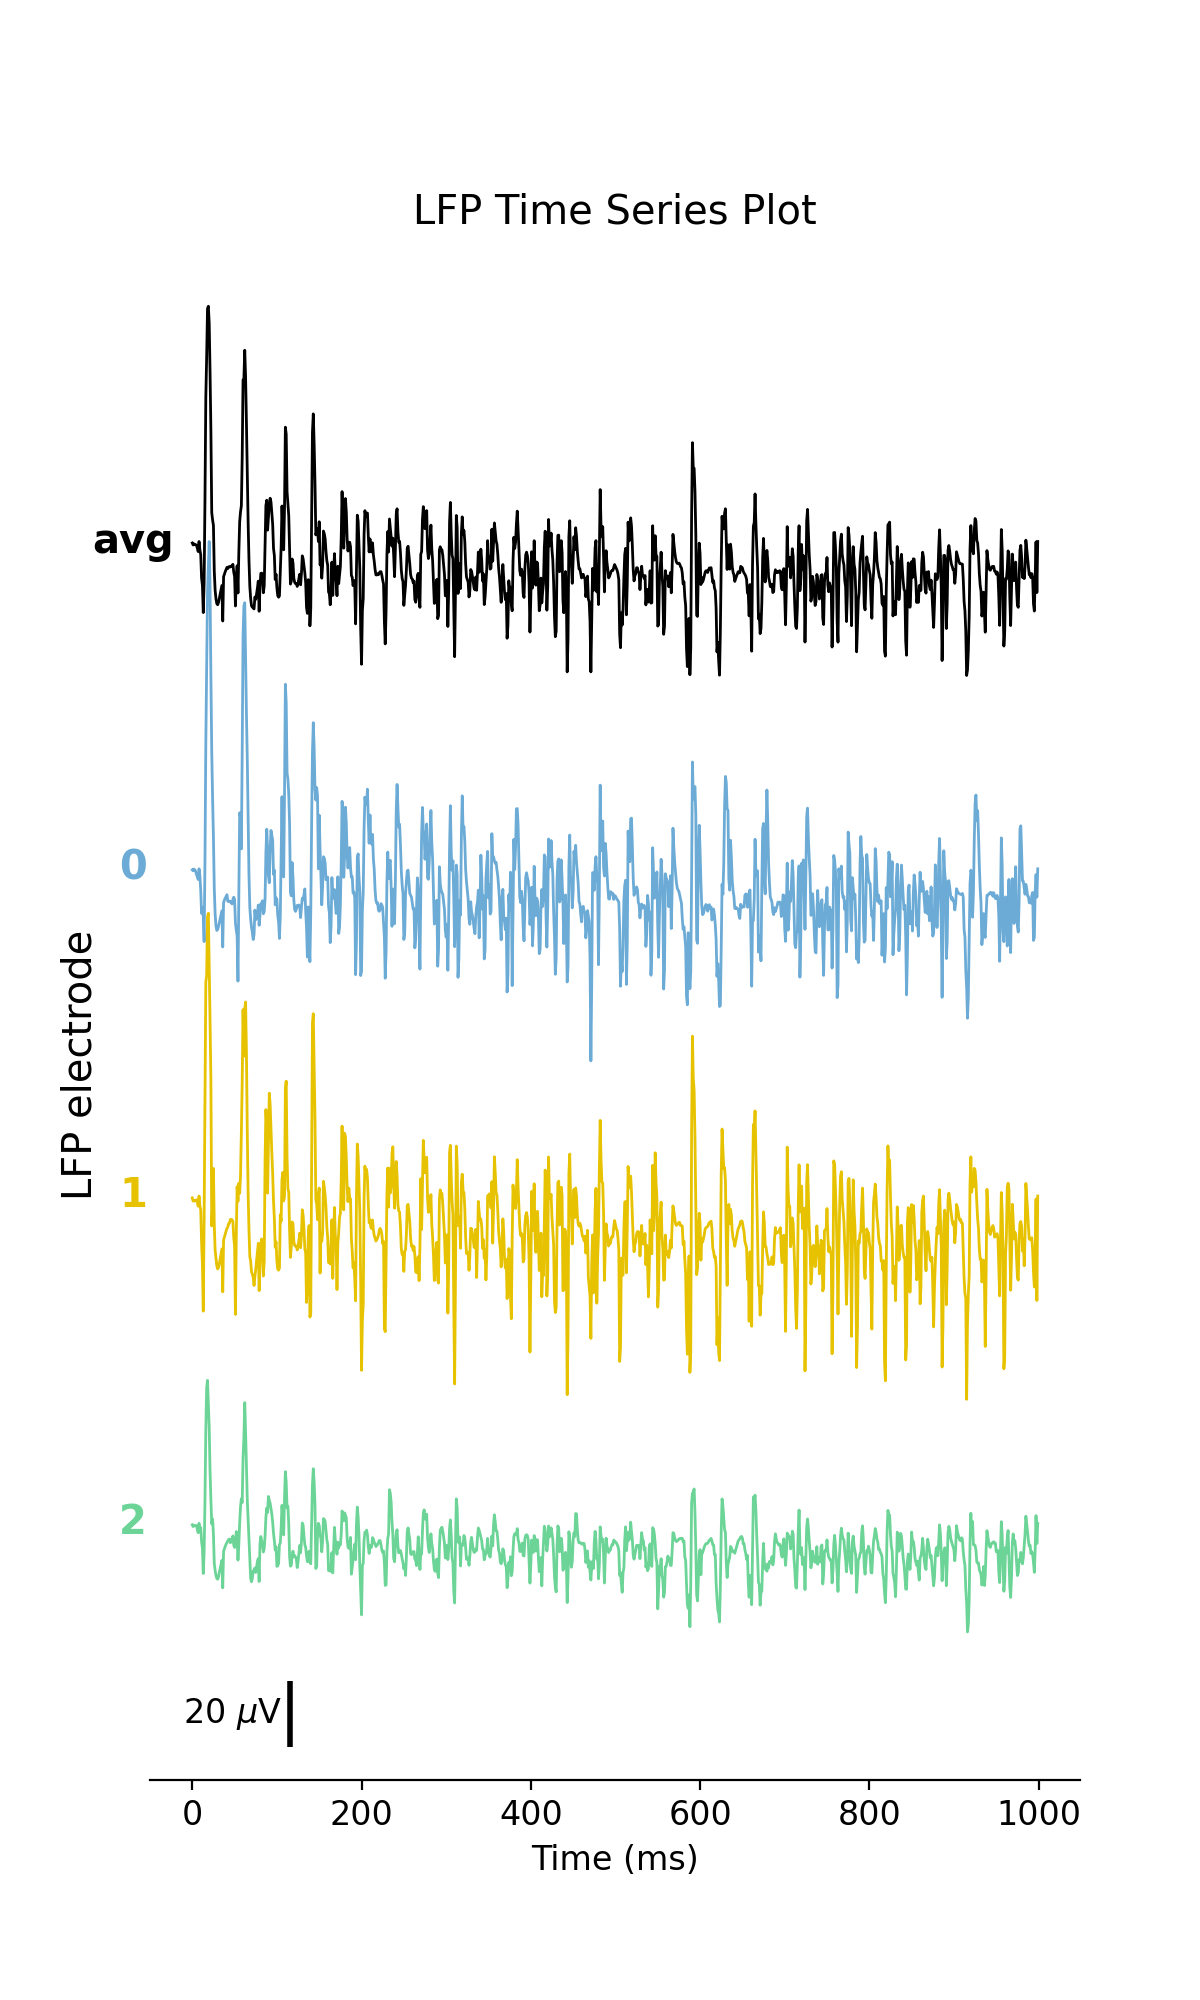 LFP Time Series Plot
avg
0
LFP electrode
1
2
20 μV
0 200 400 600 800 1000
Time (ms)